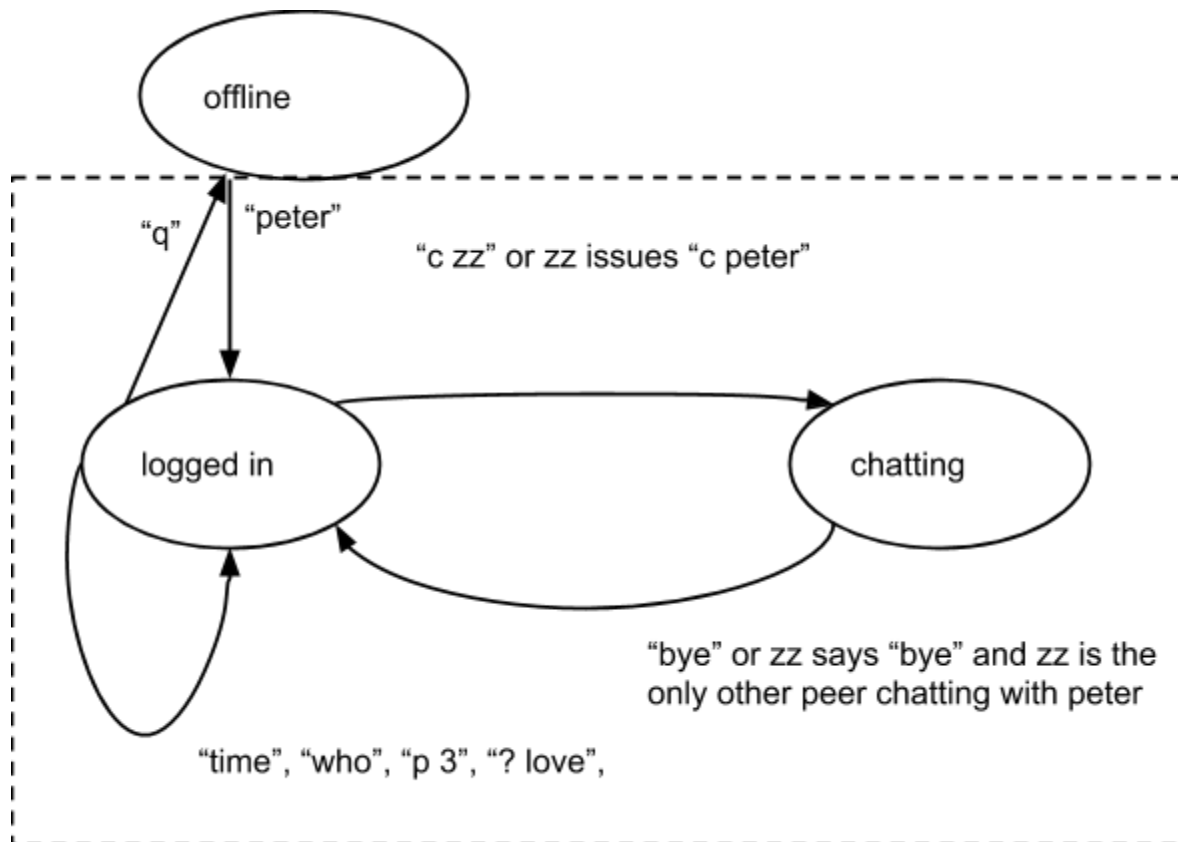 offline
“q”
“peter”
“c zz” or zz issues “c peter”
logged in
chatting
“bye” or zz says “bye” and zz is the
only other peer chatting with peter
“time”, “who”, “p 3”, “? love”,